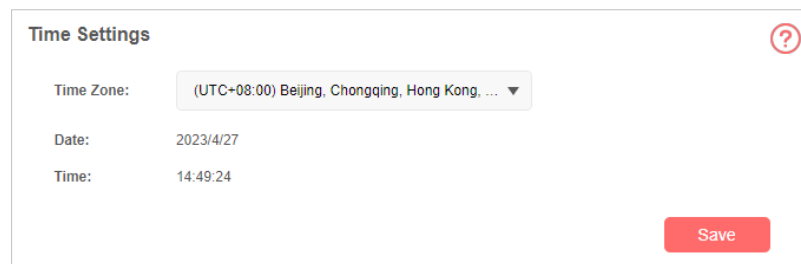 Time Settings
?
Time Zone: (UTC+08:00) Beijing, Chongqing, Hong Kong, ...
Date: 2023/4/27
Time: 14:49:24
Save